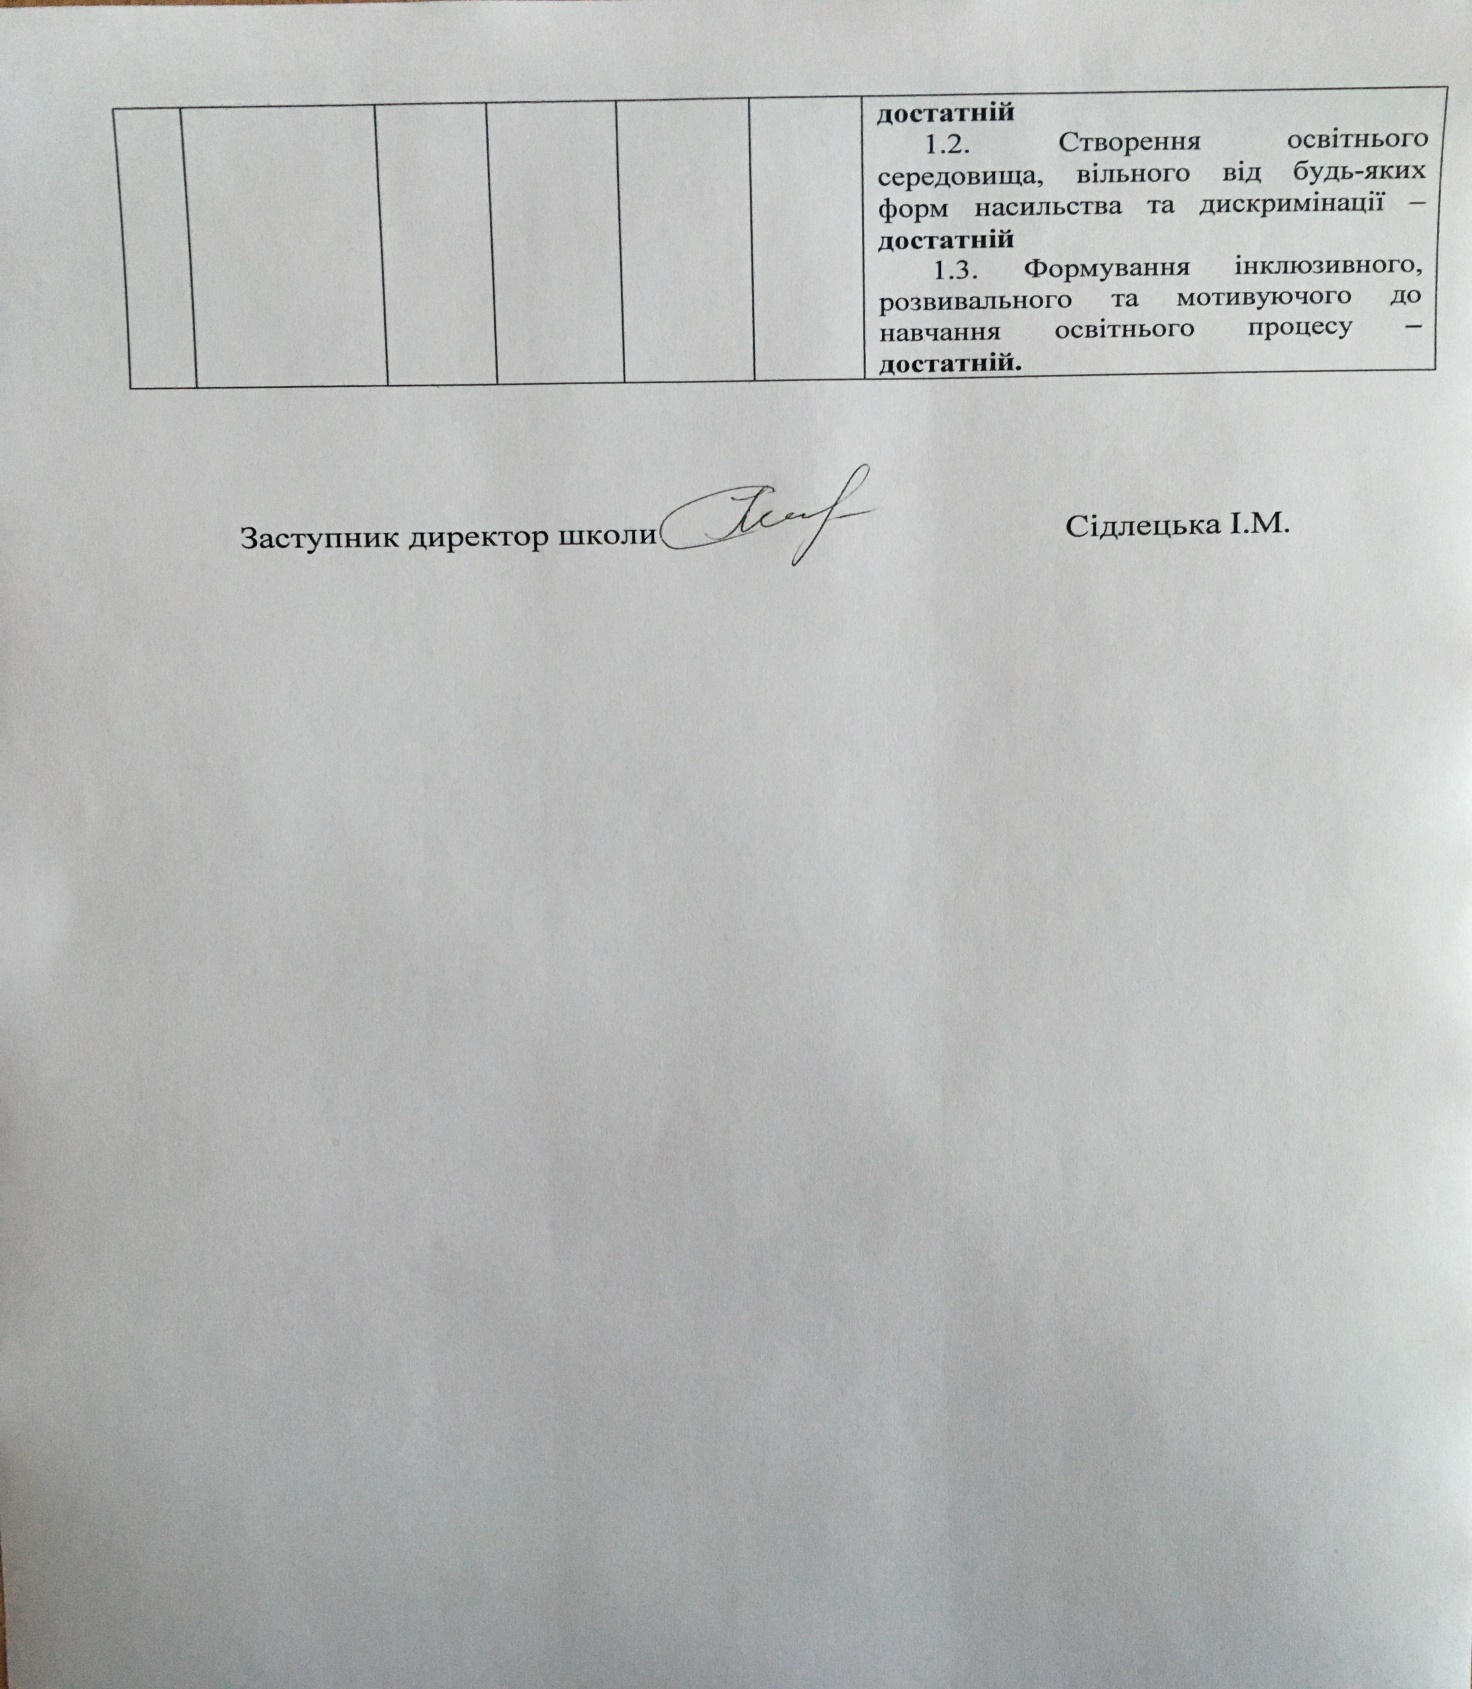 достатній
1.2. Створення освітнього
середовища, вільного від будь-яких
форм насильства та дискримінації –
достатній
1.3. Формування інклюзивного,
розвивального та мотивуючого до
навчання освітнього процесу –
достатній.
Заступник директор школи Сідлецька І.М.